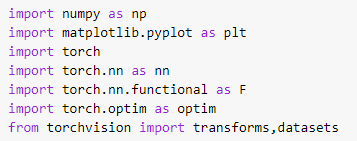 import numpy as np
import matplotlib.pyplot as plt
import torch
import torch.nn as nn
import torch.nn.functional as F
import torch.optim as optim
from torchvision import transforms,datasets